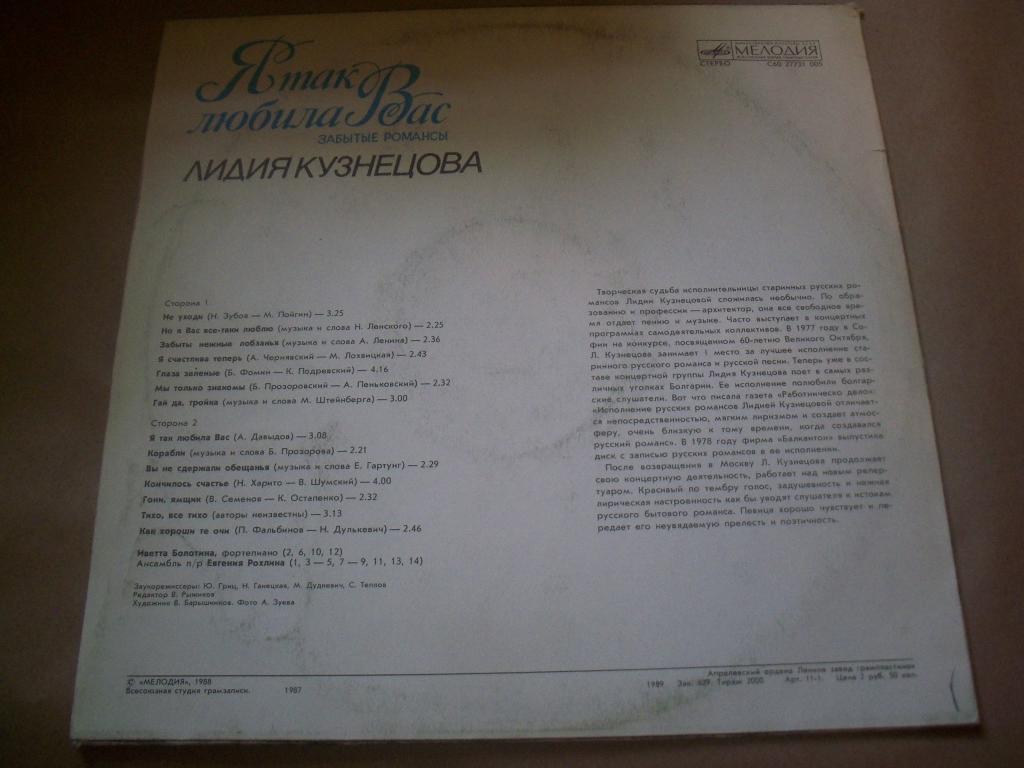 Я так
любила Вас
ЗАБЫТЫЕ РОМАНСЫ
ЛИДИЯ КУЗНЕЦОВА
МЕЛОДИЯ
СТЕРЕО С60 27731 005
Сторона 1
Не уходи (Н. Зубов — М. Пойгин) — 3.25
Но я Вас все-таки люблю (музыка и слова Н. Ленского) — 2.25
Забыты нежные лобзанья (музыка и слова А. Ленина) — 2.36
Я счастлива теперь (А. Чернявский — М. Лохвицкая) — 2.43
Глаза зеленые (Б. Фомин — К. Подревский) — 4.16
Мы только знакомы (Б. Прозоровский — А. Пеньковский) — 2.32
Гай да, тройка (музыка и слова М. Штейнберга) — 3.00
Сторона 2
Я так любила Вас (А. Давыдов) — 3.08
Корабли (музыка и слова Б. Прозорова) — 2.21
Вы не сдержали обещанья (музыка и слова Е. Гартунг) — 2.29
Кончилось счастье (Н. Харито — В. Шумский) — 4.00
Гони, ямщик (В. Семенов — К. Остапенко) — 2.32
Тихо, все тихо (авторы неизвестны) — 3.13
Как хороши те очи (П. Фальбинов — Н. Дулькевич) — 2.46
Иветта Болотина, фортепиано (2, 6, 10, 12)
Ансамбль п/р Евгения Рохлина (1, 3 — 5, 7 — 9, 11, 13, 14)
Звукорежиссеры: Ю. Гриц, Н. Ганецкая, М. Дудкевич, С. Теплов
Редактор В. Рыжиков
Художник В. Барышников. Фото А. Зуева
Творческая судьба исполнительницы старинных русских ро-
мансов Лидии Кузнецовой сложилась необычно. По обра-
зованию и профессии — архитектор, она все свободное вре-
мя отдает пению и музыке. Часто выступает в концертных
программах самодеятельных коллективов. В 1977 году в Со-
фии на конкурсе, посвященном 60-летию Великого Октября,
Л. Кузнецова занимает I место за лучшее исполнение ста-
ринного русского романса и русской песни. Теперь уже в сос-
таве концертной группы Лидия Кузнецова поет в самых раз-
личных уголках Болгарии. Ее исполнение полюбили болгар-
ские слушатели. Вот что писала газета «Работническо дело»:
«Исполнение русских романсов Лидией Кузнецовой отличает-
ся непосредственностью, мягким лиризмом и создает атмос-
феру, очень близкую к тому времени, когда создавался
русский романс». В 1978 году фирма «Балкантон» выпустила
диск с записью русских романсов в ее исполнении.
После возвращения в Москву Л. Кузнецова продолжает
свою концертную деятельность, работает над новым репер-
туаром. Красивый по тембру голос, задушевность и нежная
лирическая настроенность как бы уводят слушателя к истокам
русского бытового романса. Певица хорошо чувствует и пе-
редает его неувядаемую прелесть и поэтичность.
© «МЕЛОДИЯ», 1988
Всесоюзная студия грамзаписи. 1987
Апрелевский ордена Ленина завод грампластинок
1989 Зак. 629. Тираж 2000. Арт. 11-1. Цена 2 руб. 50 коп.